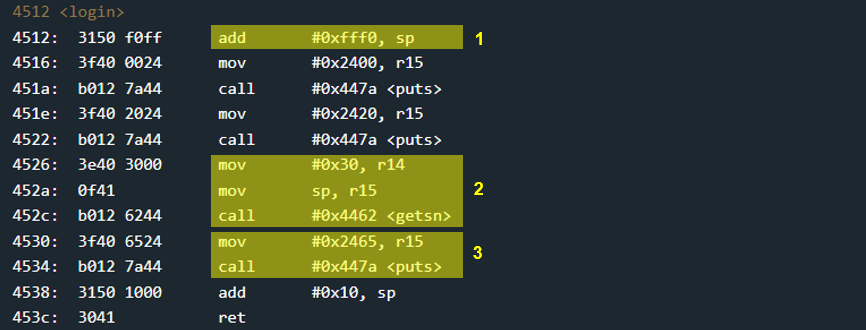 4512 <login>
4512: 3150 f0ff add #0xfff0, sp 1
4516: 3f40 0024 mov #0x2400, r15
451a: b012 7a44 call #0x447a <puts>
451e: 3f40 2024 mov #0x2420, r15
4522: b012 7a44 call #0x447a <puts>
4526: 3e40 3000 mov #0x30, r14
452a: 0f41 mov sp, r15 2
452c: b012 6244 call #0x4462 <getsn>
4530: 3f40 6524 mov #0x2465, r15 3
4534: b012 7a44 call #0x447a <puts>
4538: 3150 1000 add #0x10, sp
453c: 3041 ret